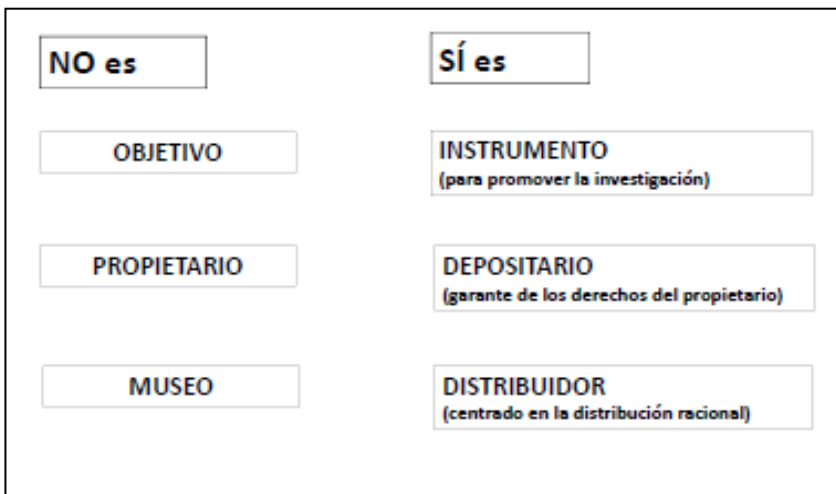 NO es
SÍ es
OBJETIVO
INSTRUMENTO
(para promover la investigación)
PROPIETARIO
DEPOSITARIO
(garante de los derechos del propietario)
MUSEO
DISTRIBUIDOR
(centrado en la distribución racional)